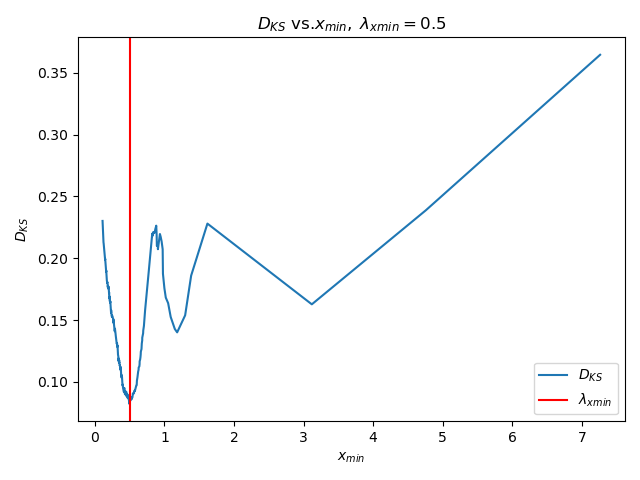 D_KS vs.x_min, λ_xmin = 0.5
0.35
0.30
0.25
0.20
0.15
0.10
D_KS
0 1 2 3 4 5 6 7
x_min
D_KS
λ_xmin